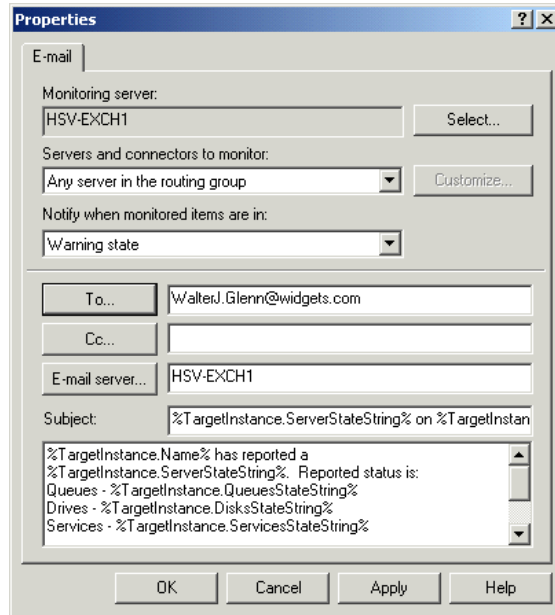 Properties
E-mail
Monitoring server:
HSV-EXCH1
Select...
Servers and connectors to monitor:
Any server in the routing group
Customize...
Notify when monitored items are in:
Warning state
To...
WalterJ.Glenn@widgets.com
Cc...
E-mail server...
HSV-EXCH1
Subject:
%TargetInstance.ServerStateString% on %TargetInstan
%TargetInstance.Name% has reported a
%TargetInstance.ServerStateString%. Reported status is:
Queues - %TargetInstance.QueuesStateString%
Drives - %TargetInstance.DisksStateString%
Services - %TargetInstance.ServicesStateString%
OK
Cancel
Apply
Help